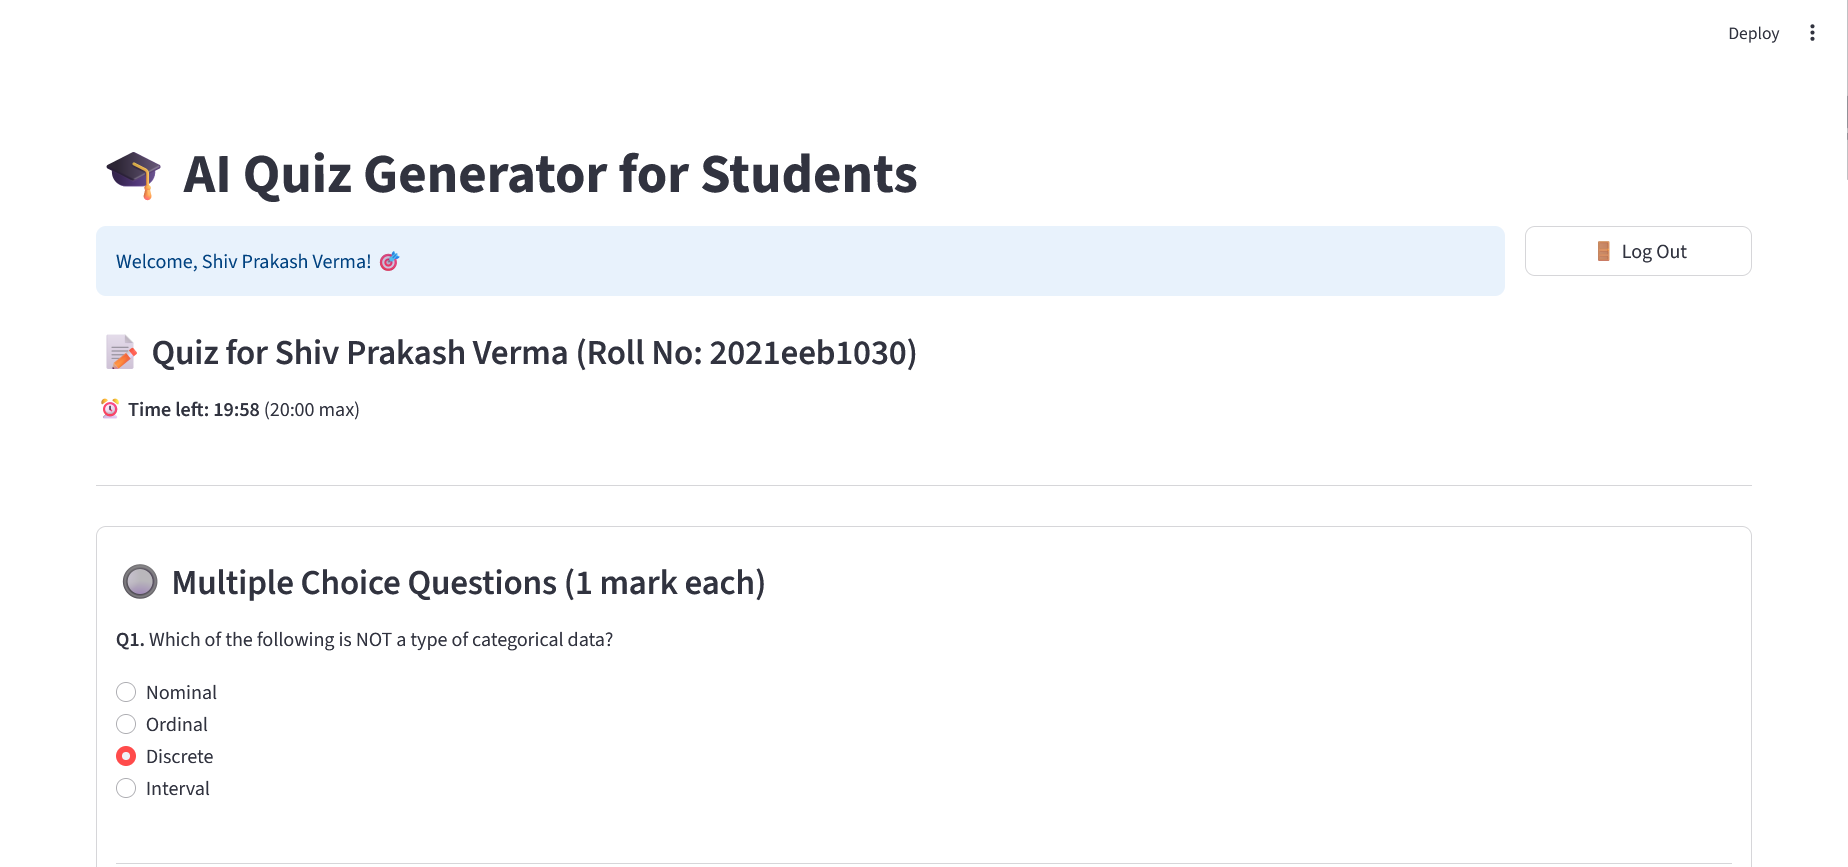 Deploy
AI Quiz Generator for Students
Welcome, Shiv Prakash Verma!
Log Out
Quiz for Shiv Prakash Verma (Roll No: 2021eeb1030)
Time left: 19:58 (20:00 max)
Multiple Choice Questions (1 mark each)
Q1. Which of the following is NOT a type of categorical data?
Nominal
Ordinal
Discrete
Interval